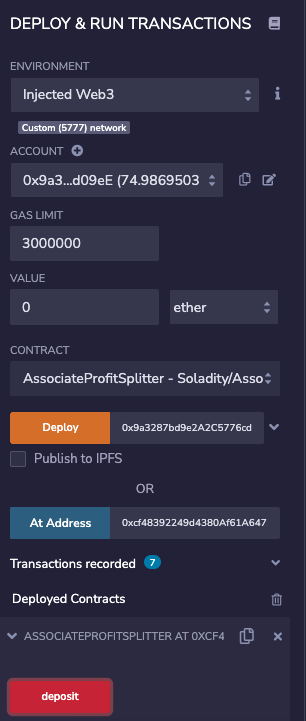 DEPLOY & RUN TRANSACTIONS
ENVIRONMENT
Injected Web3
Custom (5777) network
ACCOUNT
0x9a3...d09eE (74.9869503
GAS LIMIT
3000000
VALUE
0 ether
CONTRACT
AssociateProfitSplitter - Soladity/Asso
Deploy 0x9a3287bd9e2A2C5776cd
Publish to IPFS
OR
At Address 0xcf48392249d4380Af61A647
Transactions recorded 7
Deployed Contracts
ASSOCIATEPROFITSPLITTER AT 0XCF4
deposit